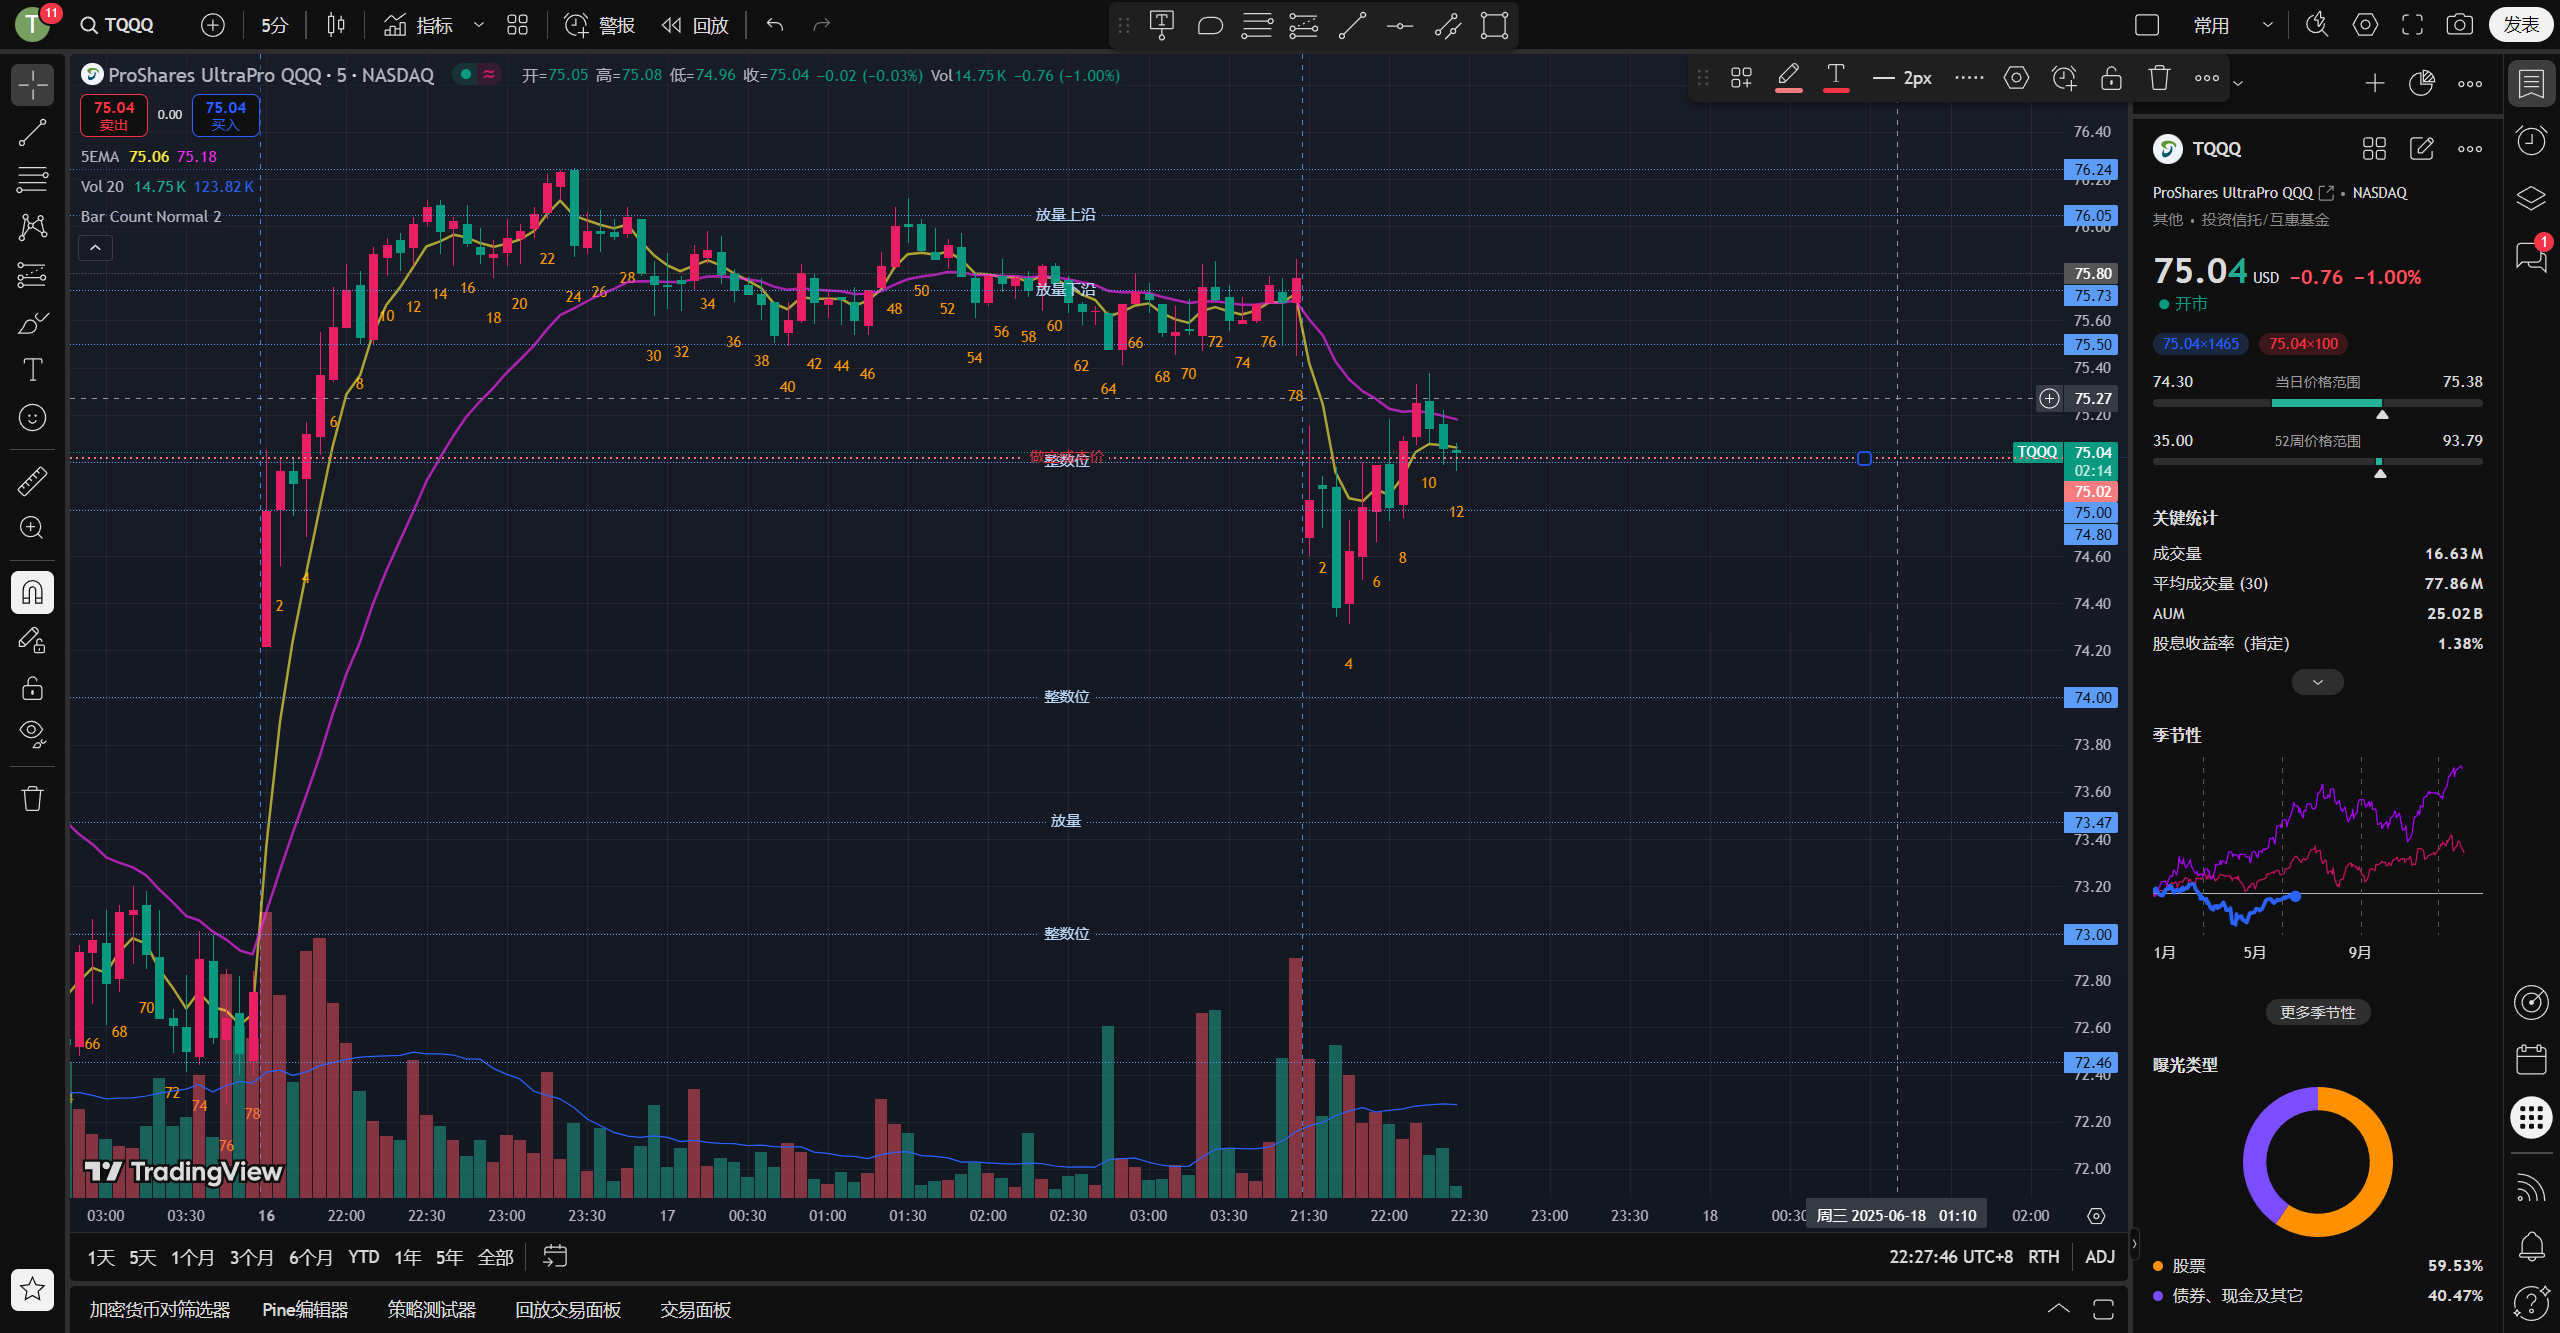 T 11 TQQQ 5分 指标 警报 回放 常用 发表
ProShares UltraPro QQQ · 5 · NASDAQ 开=75.05 高=75.08 低=74.96 收=75.04 −0.02 (−0.03%) Vol14.75 K −0.76 (−1.00%)
2px
75.04 卖出 0.00 75.04 买入
5EMA 75.06 75.18
Vol 20 14.75 K 123.82 K
Bar Count Normal 2
放量上沿
放量下沿
整数位
整数位
放量
整数位
66 68 70 72 74 76 78
2 4 6 8 10 12 14 16 18 20 22 24 26 28 30 32 34 36 38 40 42 44 46 48 50 52 54 56 58 60 62 64 66 68 70 72 74 76 78
2 4 6 8 10 12
76.40
76.24
76.05
76.00
75.80
75.73
75.60
75.50
75.40
75.27
75.20
TQQQ 75.04
02:14
75.02
75.00
74.80
74.60
74.40
74.20
74.00
73.80
73.60
73.47
73.40
73.20
73.00
72.80
72.60
72.46
72.40
72.20
72.00
TradingView
03:00 03:30 16 22:00 22:30 23:00 23:30 17 00:30 01:00 01:30 02:00 02:30 03:00 03:30 21:30 22:00 22:30 23:00 23:30 18 00:30 周三 2025-06-18 01:10 02:00
1天 5天 1个月 3个月 6个月 YTD 1年 5年 全部 22:27:46 UTC+8 RTH ADJ
加密货币对筛选器 Pine编辑器 策略测试器 回放交易面板 交易面板
TQQQ
ProShares UltraPro QQQ • NASDAQ
其他 • 投资信托/互惠基金
75.04 USD −0.76 −1.00%
开市
75.04×1465 75.04×100
74.30 当日价格范围 75.38
35.00 52周价格范围 93.79
关键统计
成交量 16.63 M
平均成交量 (30) 77.86 M
AUM 25.02 B
股息收益率（指定） 1.38%
季节性
1月 5月 9月
更多季节性
曝光类型
股票 59.53%
债券、现金及其它 40.47%
1